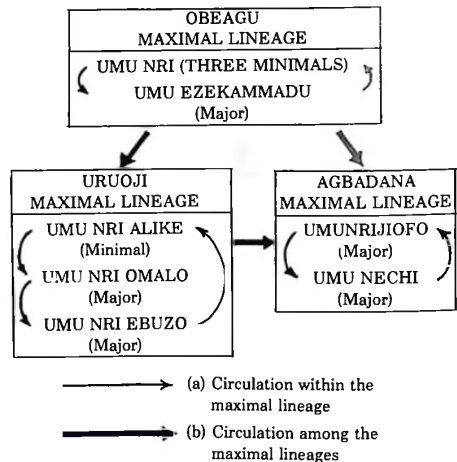 OBEAGU
MAXIMAL LINEAGE
UMU NRI (THREE MINIMALS)
UMU EZEKAMMADU
(Major)
URUOJI
MAXIMAL LINEAGE
UMU NRI ALIKE
(Minimal)
UMU NRI OMALO
(Major)
UMU NRI EBUZO
(Major)
AGBADANA
MAXIMAL LINEAGE
UMUNRIJIOFO
(Major)
UMU NECHI
(Major)
(a) Circulation within the
maximal lineage
(b) Circulation among the
maximal lineages